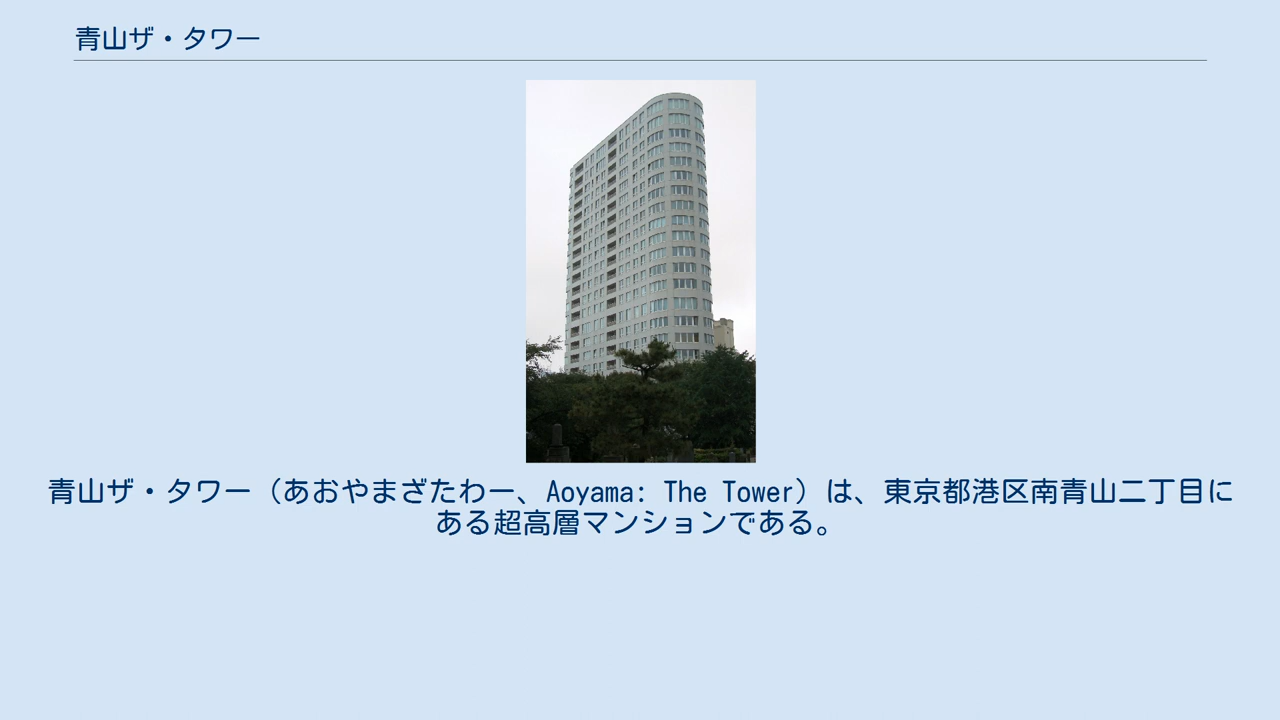 青山ザ・タワー
青山ザ・タワー（あおやまざたわー、Aoyama: The Tower）は、東京都港区南青山二丁目に
ある超高層マンションである。